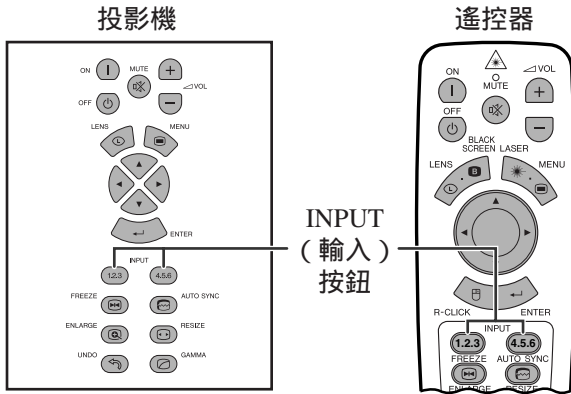 投影機
ON
MUTE
VOL
OFF
LENS
MENU
L
ENTER
INPUT
1.2.3
4.5.6
FREEZE
AUTO SYNC
ENLARGE
RESIZE
UNDO
GAMMA
INPUT
(輸入)
按鈕
遙控器
ON
MUTE
VOL
OFF
BLACK
SCREEN
LASER
LENS
B
MENU
L
R-CLICK
ENTER
INPUT
1.2.3
4.5.6
FREEZE
AUTO SYNC
ENLARGE
RESIZE